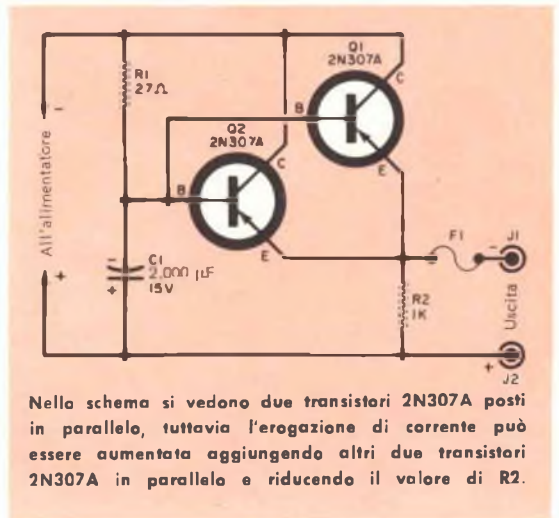 Q1
2N307A
R1
27Ω
C
B
Q2
2N307A
C
E
B
E
All'alimentatore
-
+
- C1
2.000 µF
+ 15V
F1
- J1
R2
1K
Uscita
+
J2
Nello schema si vedono due transistori 2N307A posti
in parallelo, tuttavia l'erogazione di corrente può
essere aumentata aggiungendo altri due transistori
2N307A in parallelo e riducendo il valore di R2.